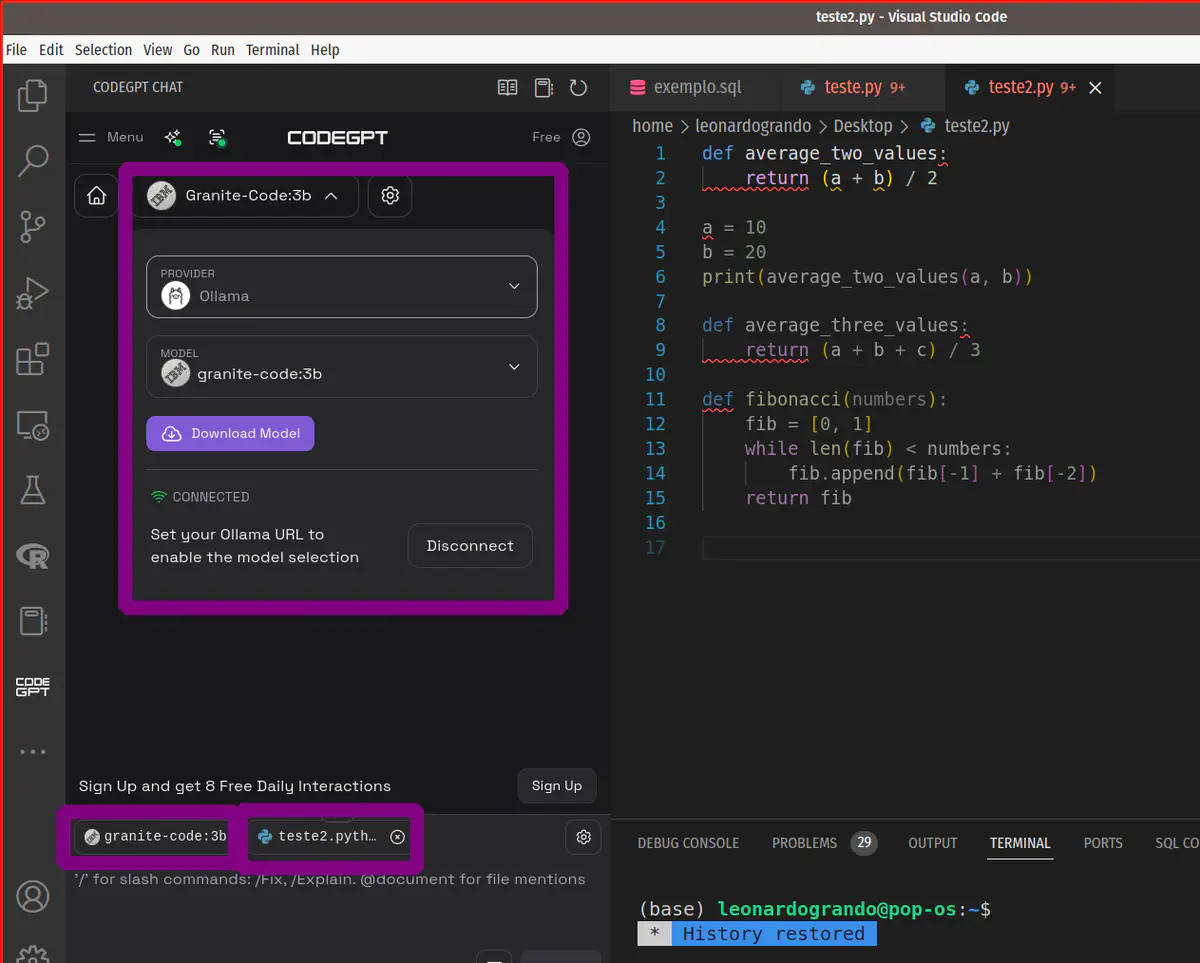 teste2.py - Visual Studio Code
File Edit Selection View Go Run Terminal Help
CODEGPT CHAT
Menu
CODEGPT
Free
IBM Granite-Code:3b
PROVIDER
Ollama
MODEL
IBM granite-code:3b
Download Model
CONNECTED
Set your Ollama URL to
enable the model selection
Disconnect
CODE
GPT
Sign Up and get 8 Free Daily Interactions
Sign Up
granite-code:3b
teste2.pyth...
'/' for slash commands: /Fix, /Explain. @document for file mentions
exemplo.sql
teste.py 9+
teste2.py 9+
home > leonardogrando > Desktop > teste2.py
1 def average_two_values:
2     return (a + b) / 2
3
4 a = 10
5 b = 20
6 print(average_two_values(a, b))
7
8 def average_three_values:
9     return (a + b + c) / 3
10
11 def fibonacci(numbers):
12     fib = [0, 1]
13     while len(fib) < numbers:
14         fib.append(fib[-1] + fib[-2])
15     return fib
16
17
DEBUG CONSOLE PROBLEMS 29 OUTPUT TERMINAL PORTS SQL CO
(base) leonardogrando@pop-os:~$
* History restored